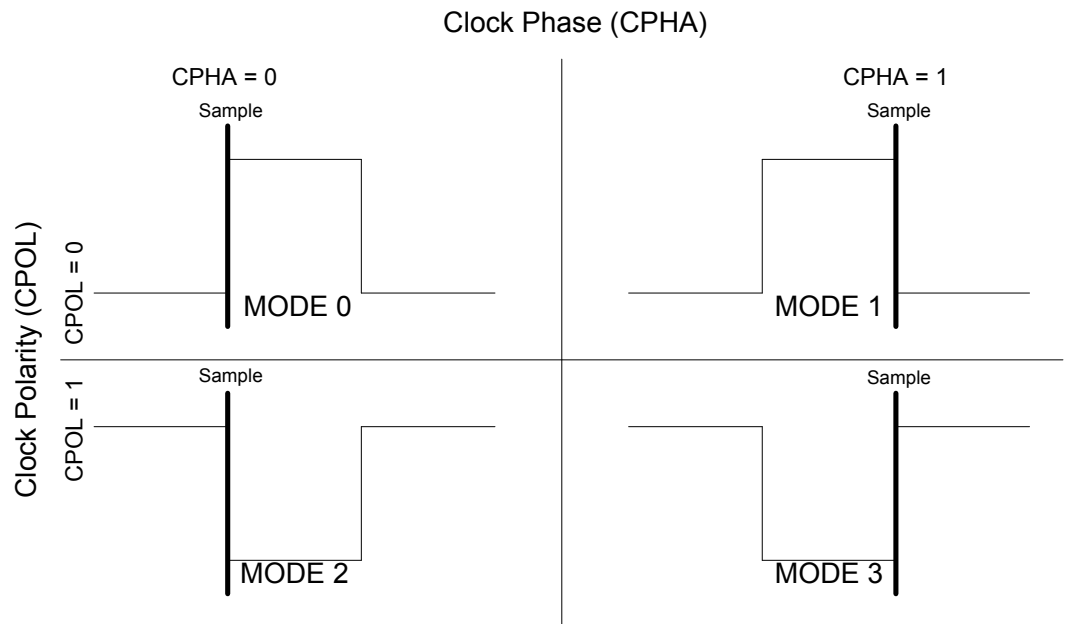 Clock Phase (CPHA)
CPHA = 0
CPHA = 1
Sample
Sample
Clock Polarity (CPOL)
CPOL = 0
MODE 0
MODE 1
Sample
Sample
CPOL = 1
MODE 2
MODE 3